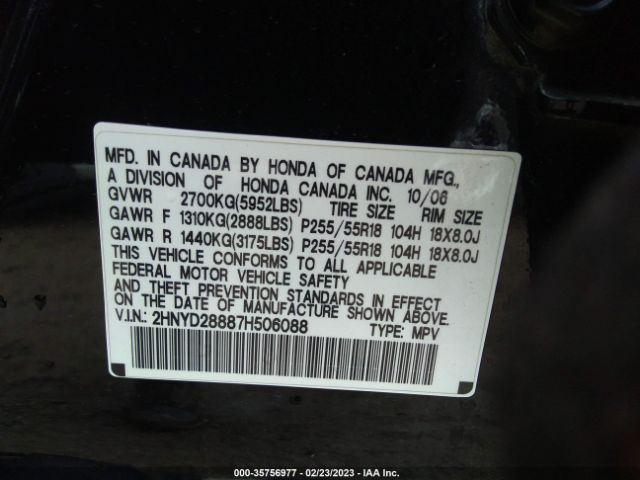 MFD. IN CANADA BY HONDA OF CANADA MFG.,
A DIVISION OF HONDA CANADA INC. 10/06
GVWR 2700KG(5952LBS) TIRE SIZE RIM SIZE
GAWR F 1310KG(2888LBS) P255/55R18 104H 18X8.0J
GAWR R 1440KG(3175LBS) P255/55R18 104H 18X8.0J
THIS VEHICLE CONFORMS TO ALL APPLICABLE
FEDERAL MOTOR VEHICLE SAFETY
AND THEFT PREVENTION STANDARDS IN EFFECT
ON THE DATE OF MANUFACTURE SHOWN ABOVE.
V.I.N.: 2HNYD28887H506088 TYPE: MPV
000-35756977 - 02/23/2023 - IAAI.COM